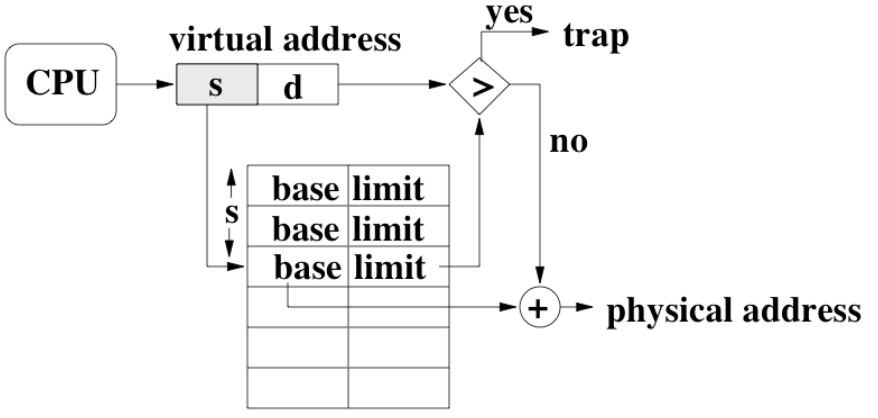 yes
trap
virtual address
CPU
s d
>
no
base limit
s
base limit
base limit
+
physical address